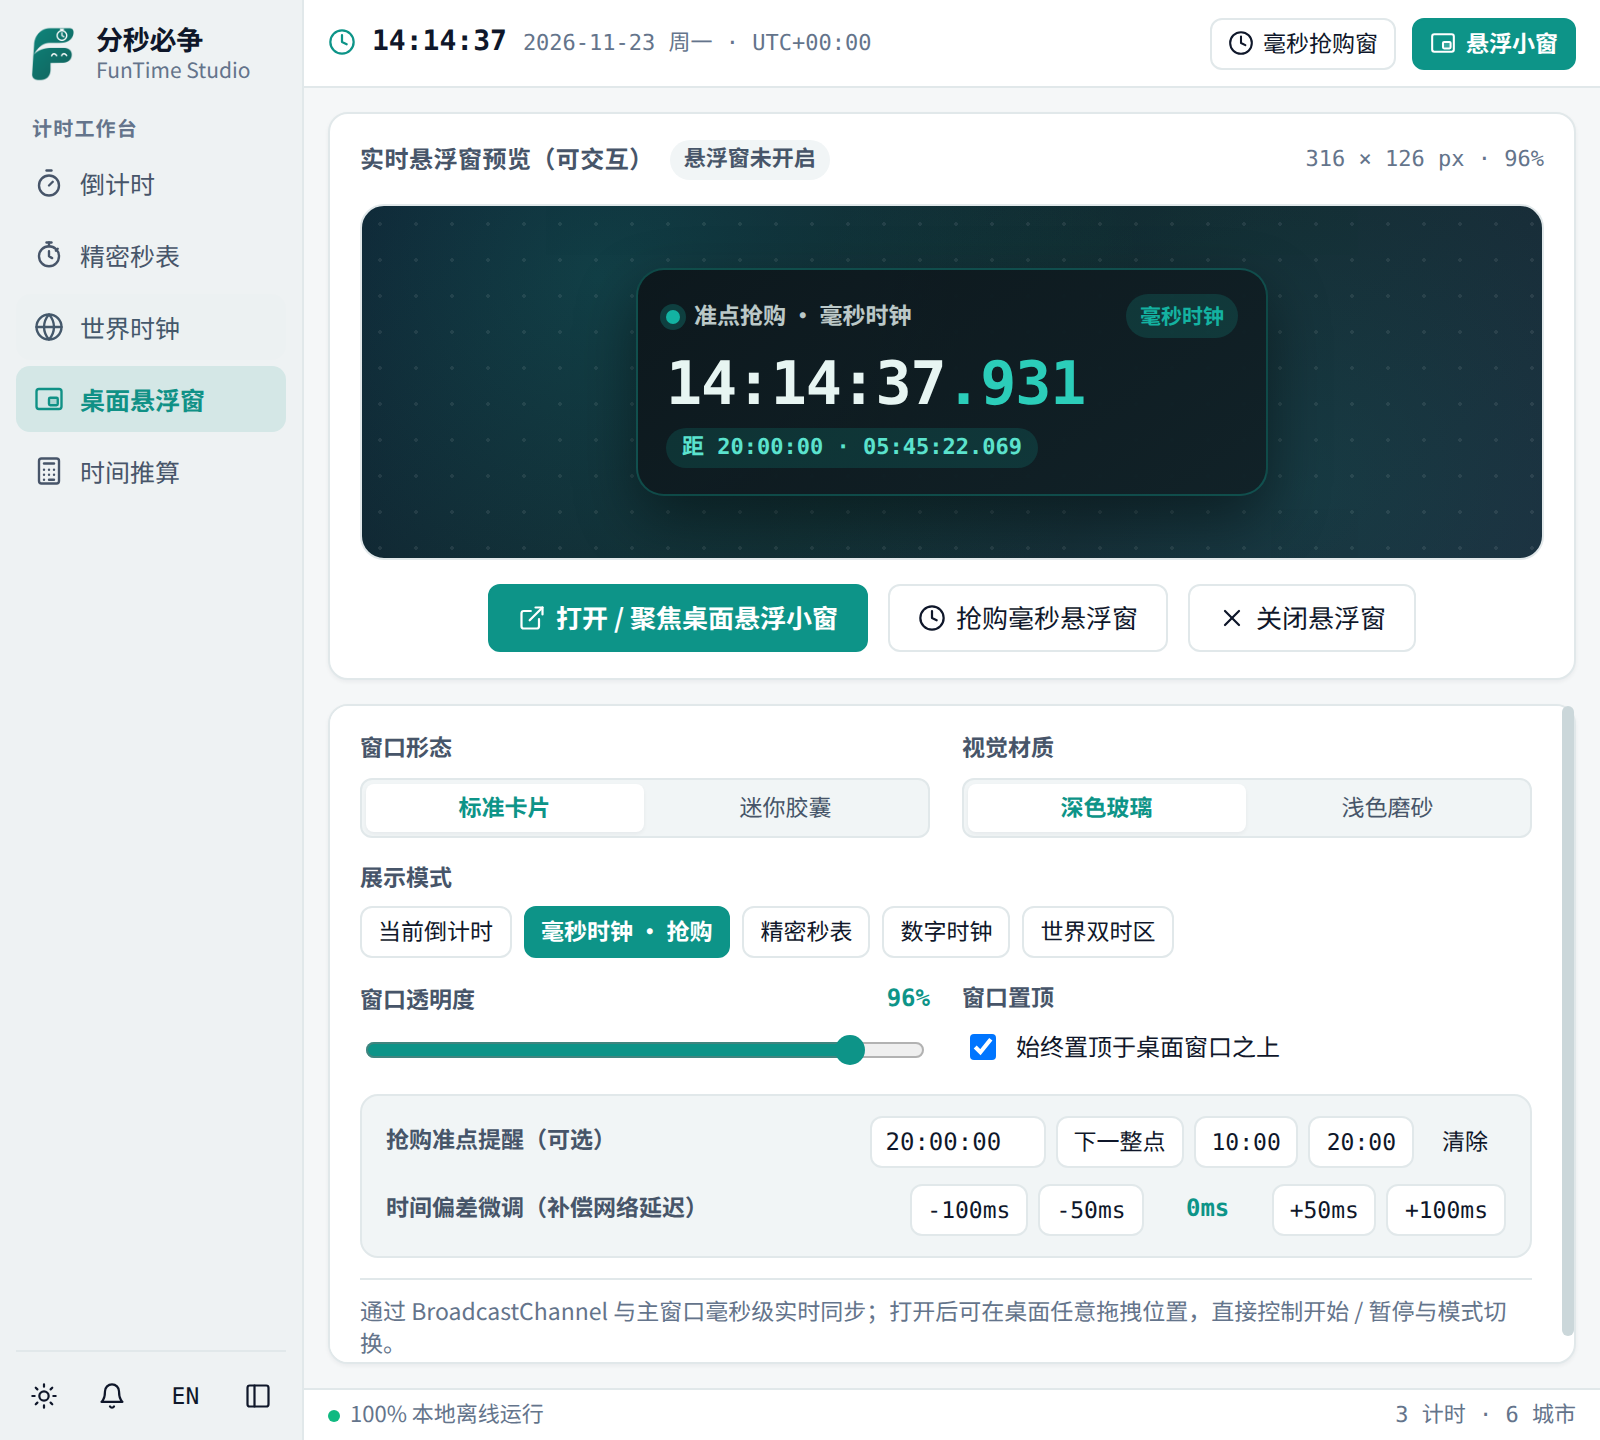 分秒必争
FunTime Studio
计时工作台
倒计时
精密秒表
世界时钟
桌面悬浮窗
时间推算
EN
14:14:37 2026-11-23 周一 · UTC+00:00
毫秒抢购窗
悬浮小窗
实时悬浮窗预览（可交互）
悬浮窗未开启
316 × 126 px · 96%
准点抢购 · 毫秒时钟
毫秒时钟
14:14:37.931
距 20:00:00 · 05:45:22.069
打开 / 聚焦桌面悬浮小窗
抢购毫秒悬浮窗
关闭悬浮窗
窗口形态
标准卡片
迷你胶囊
视觉材质
深色玻璃
浅色磨砂
展示模式
当前倒计时
毫秒时钟 · 抢购
精密秒表
数字时钟
世界双时区
窗口透明度
96%
窗口置顶
始终置顶于桌面窗口之上
抢购准点提醒（可选）
20:00:00
下一整点
10:00
20:00
清除
时间偏差微调（补偿网络延迟）
-100ms
-50ms
0ms
+50ms
+100ms
通过 BroadcastChannel 与主窗口毫秒级实时同步；打开后可在桌面任意拖拽位置，直接控制开始 / 暂停与模式切
换。
100% 本地离线运行
3 计时 · 6 城市